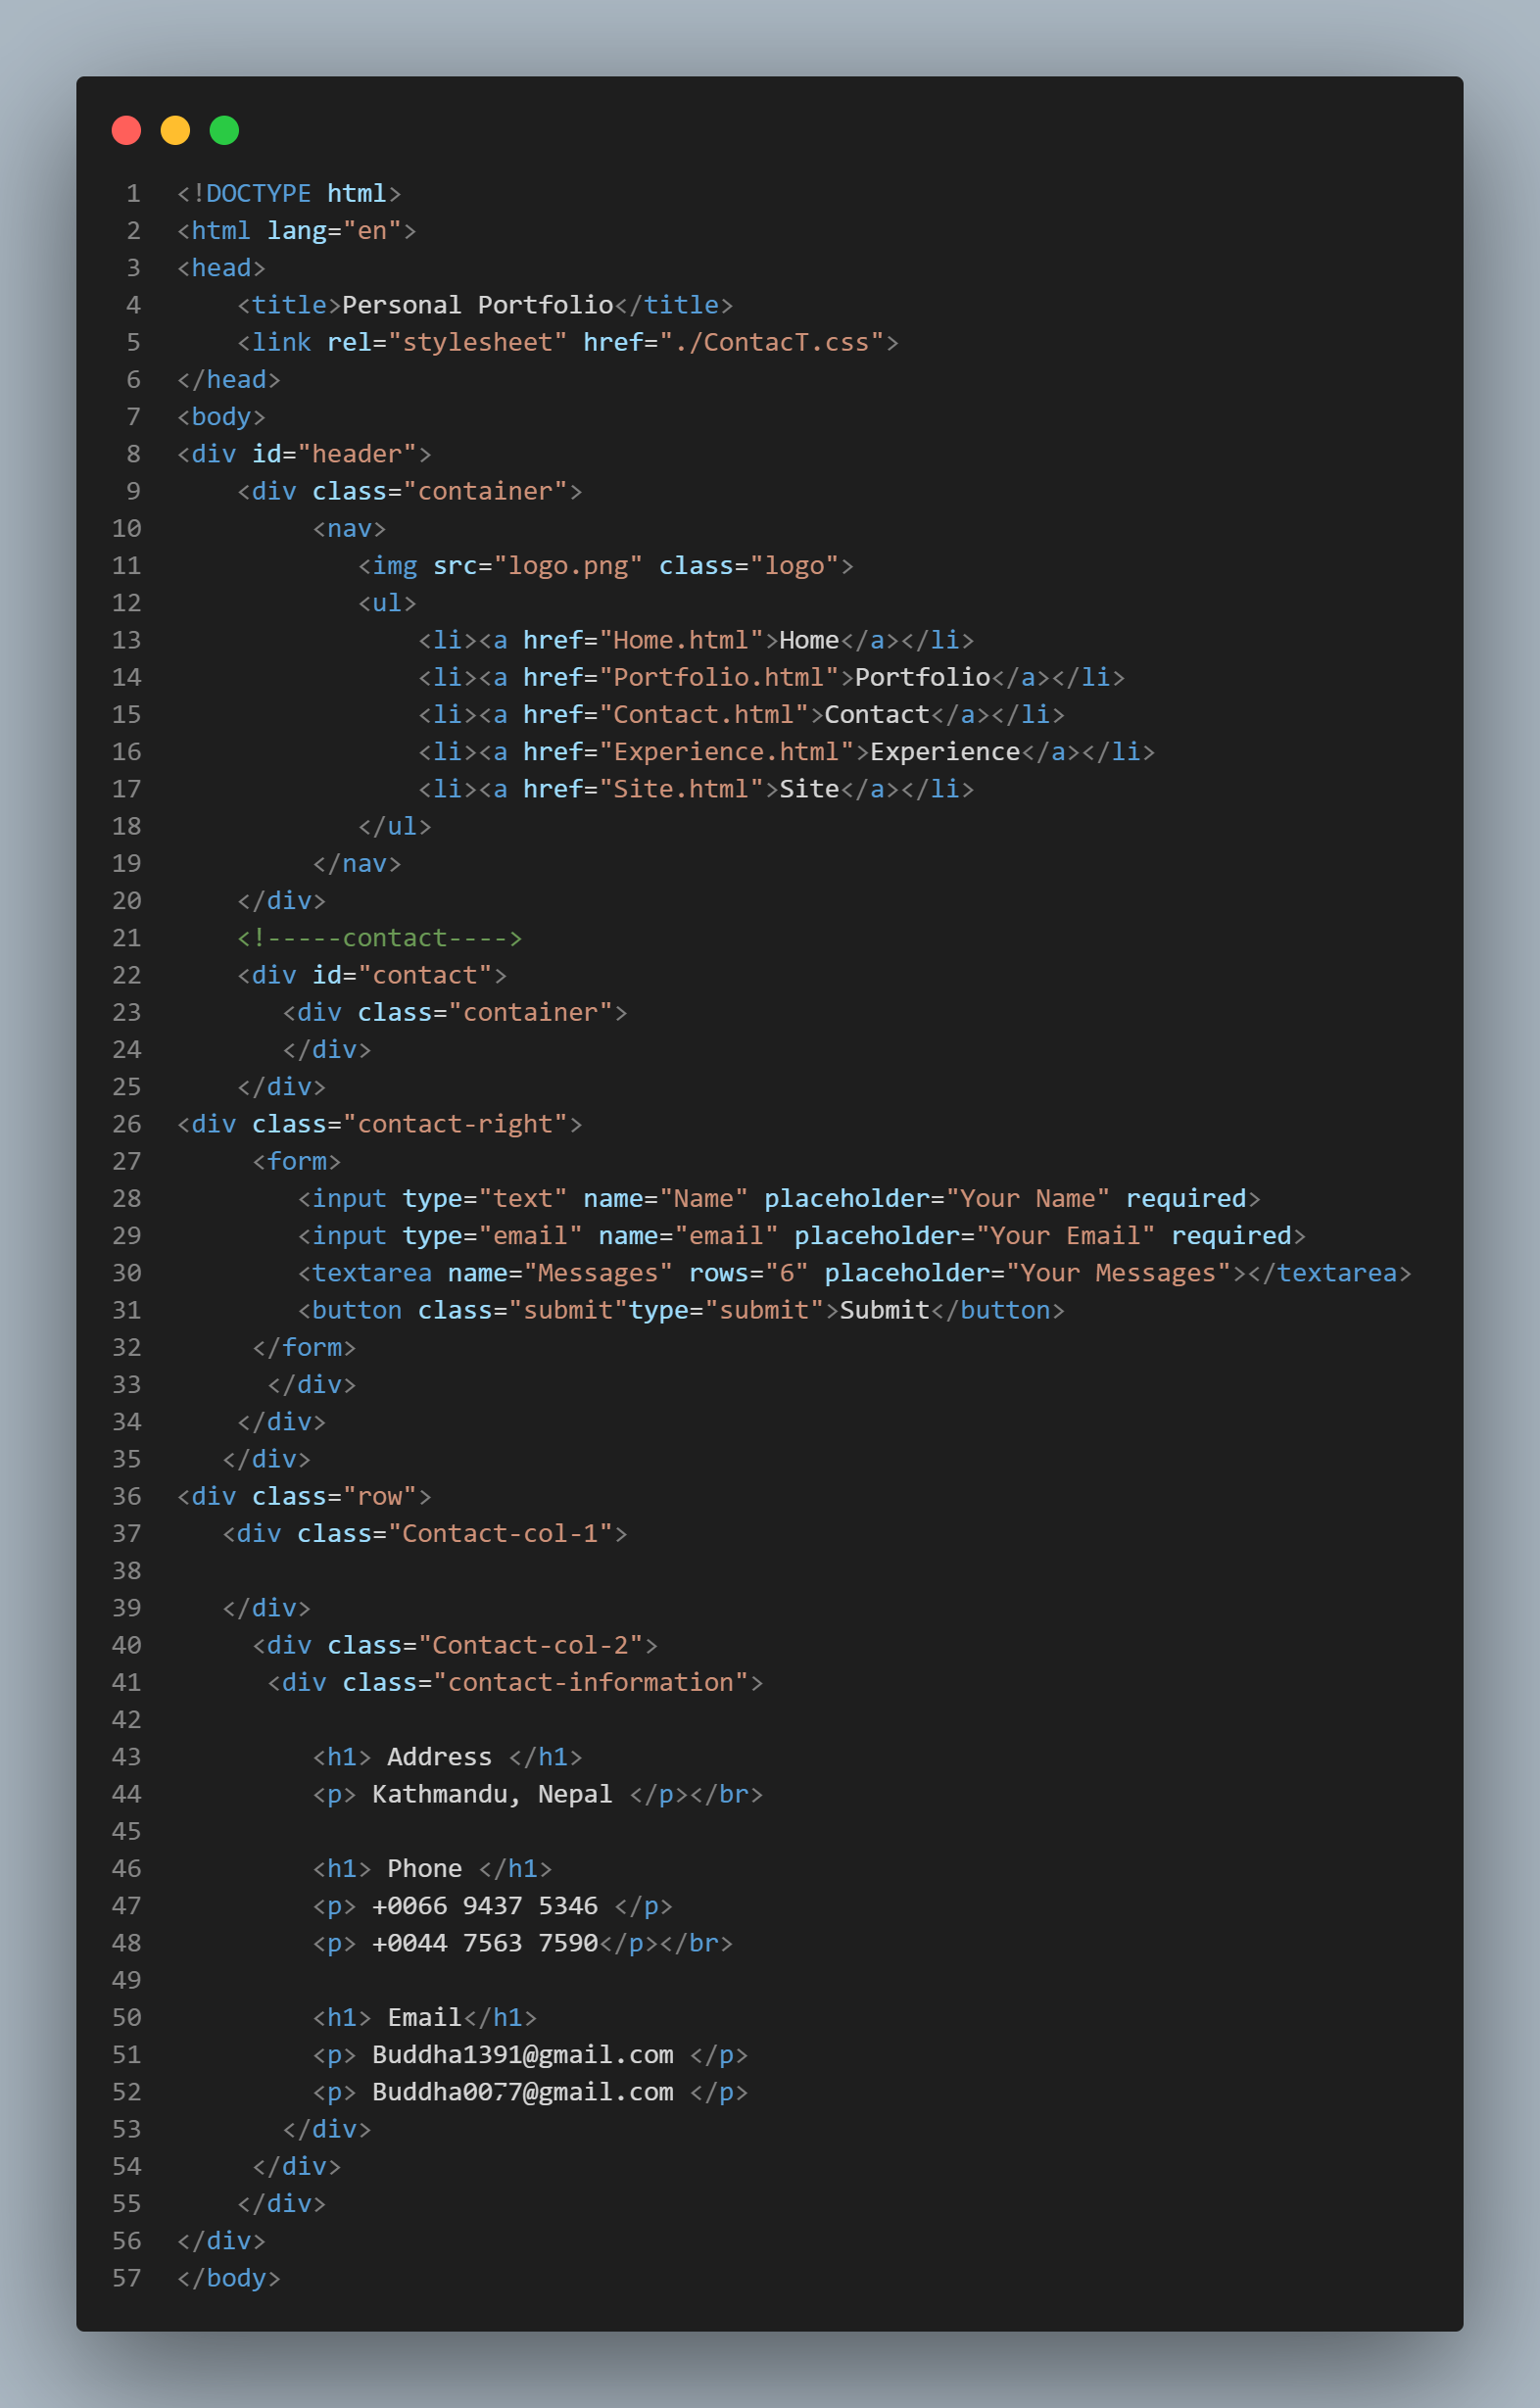 1 <!DOCTYPE html>
2 <html lang="en">
3 <head>
4     <title>Personal Portfolio</title>
5     <link rel="stylesheet" href="./ContacT.css">
6 </head>
7 <body>
8 <div id="header">
9     <div class="container">
10          <nav>
11             <img src="logo.png" class="logo">
12             <ul>
13                 <li><a href="Home.html">Home</a></li>
14                 <li><a href="Portfolio.html">Portfolio</a></li>
15                 <li><a href="Contact.html">Contact</a></li>
16                 <li><a href="Experience.html">Experience</a></li>
17                 <li><a href="Site.html">Site</a></li>
18             </ul>
19          </nav>
20     </div>
21     <!-----contact---->
22     <div id="contact">
23        <div class="container">
24        </div>
25     </div>
26 <div class="contact-right">
27      <form>
28         <input type="text" name="Name" placeholder="Your Name" required>
29         <input type="email" name="email" placeholder="Your Email" required>
30         <textarea name="Messages" rows="6" placeholder="Your Messages"></textarea>
31         <button class="submit"type="submit">Submit</button>
32      </form>
33       </div>
34     </div>
35    </div>
36 <div class="row">
37    <div class="Contact-col-1">
38
39    </div>
40      <div class="Contact-col-2">
41       <div class="contact-information">
42
43          <h1> Address </h1>
44          <p> Kathmandu, Nepal </p></br>
45
46          <h1> Phone </h1>
47          <p> +0066 9437 5346 </p>
48          <p> +0044 7563 7590</p></br>
49
50          <h1> Email</h1>
51          <p> Buddha1391@gmail.com </p>
52          <p> Buddha0077@gmail.com </p>
53        </div>
54      </div>
55     </div>
56 </div>
57 </body>